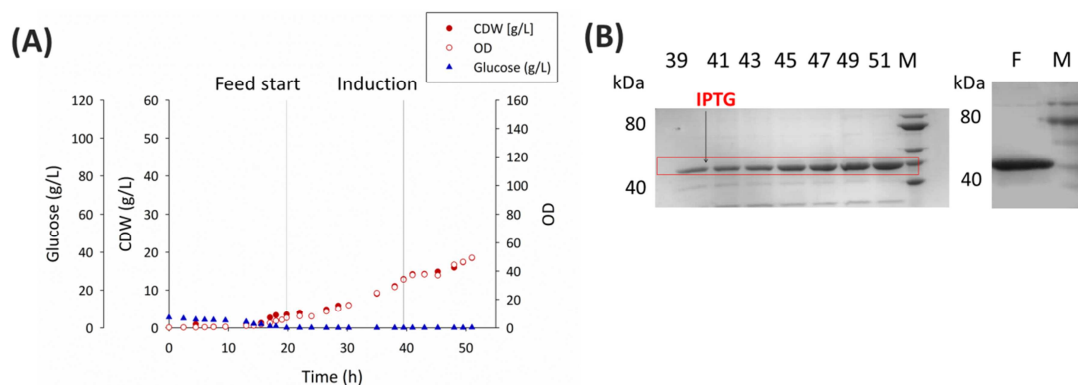 (A)
CDW [g/L]
OD
Glucose (g/L)
Feed start
Induction
120
100
80
60
40
20
0
Glucose (g/L)
60
50
40
30
20
10
0
CDW (g/L)
160
140
120
100
80
60
40
20
0
OD
0 10 20 30 40 50
Time (h)
(B)
39 41 43 45 47 49 51 M
kDa
IPTG
80
40
F M
kDa
80
40